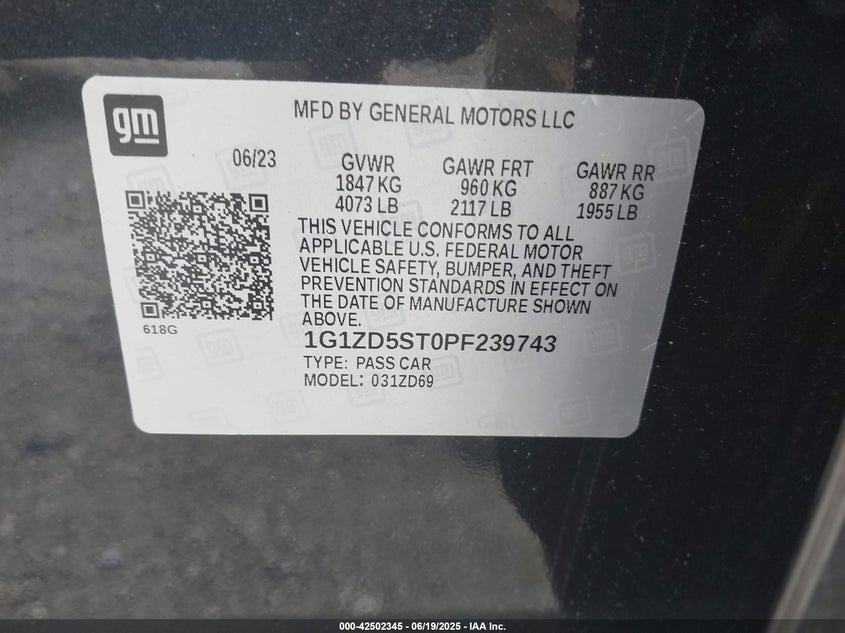 gm
MFD BY GENERAL MOTORS LLC
06/23
GVWR GAWR FRT GAWR RR
1847 KG 960 KG 887 KG
4073 LB 2117 LB 1955 LB
THIS VEHICLE CONFORMS TO ALL
APPLICABLE U.S. FEDERAL MOTOR
VEHICLE SAFETY, BUMPER, AND THEFT
PREVENTION STANDARDS IN EFFECT ON
THE DATE OF MANUFACTURE SHOWN
ABOVE.
618G
1G1ZD5ST0PF239743
TYPE: PASS CAR
MODEL: 031ZD69
000-42502345 - 06/19/2025 - IAA Inc.